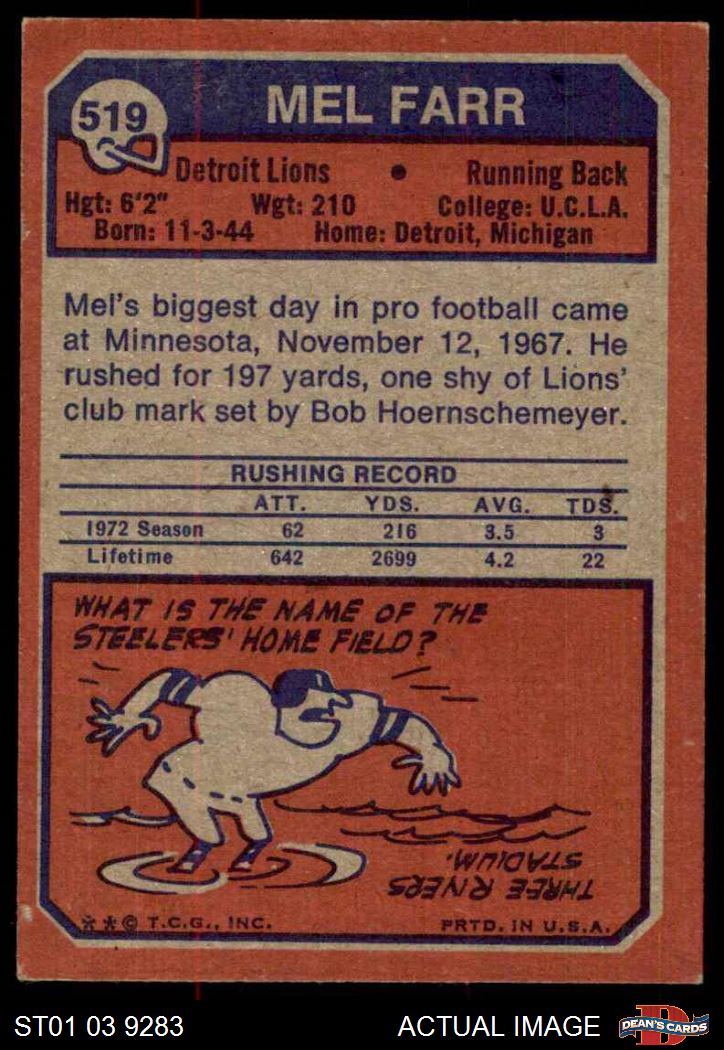 519
MEL FARR
Detroit Lions • Running Back
Hgt: 6'2" Wgt: 210 College: U.C.L.A.
Born: 11-3-44 Home: Detroit, Michigan
Mel's biggest day in pro football came
at Minnesota, November 12, 1967. He
rushed for 197 yards, one shy of Lions'
club mark set by Bob Hoernschemeyer.
RUSHING RECORD
ATT. YDS. AVG. TDS.
1972 Season 62 216 3.5 3
Lifetime 642 2699 4.2 22
WHAT IS THE NAME OF THE
STEELERS' HOME FIELD?
THREE RIVERS
STADIUM.
**© T.C.G., INC. PRTD. IN U.S.A.
ST01 03 9283 ACTUAL IMAGE
D
DEAN'S CARDS